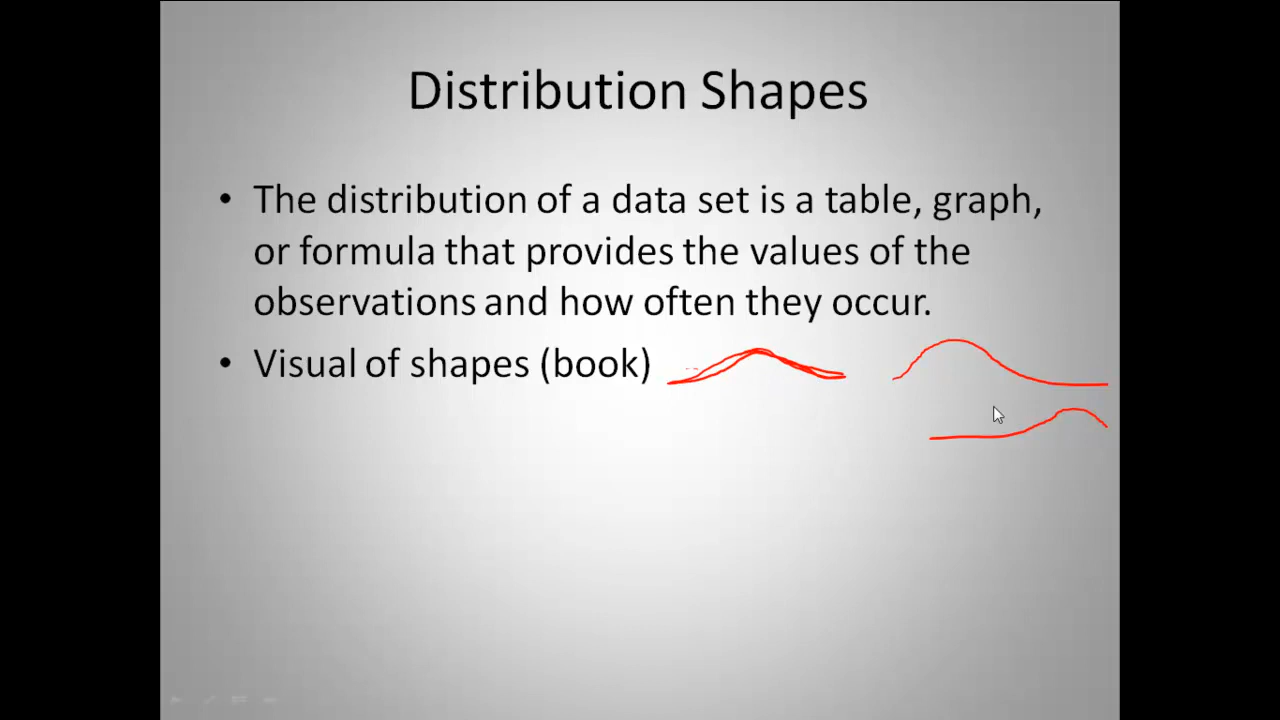 Distribution Shapes
• The distribution of a data set is a table, graph,
or formula that provides the values of the
observations and how often they occur.
• Visual of shapes (book)